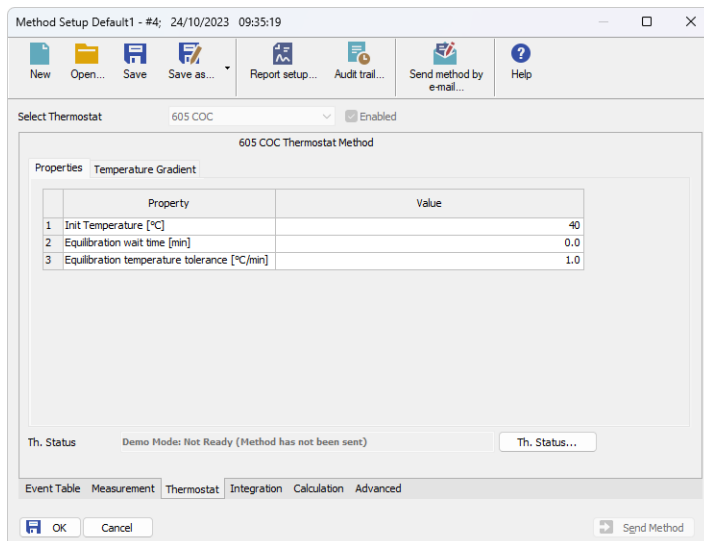 Method Setup Default1 - #4;  24/10/2023  09:35:19
New Open... Save Save as... Report setup... Audit trail... Send method by e-mail... Help
Select Thermostat 605 COC Enabled
605 COC Thermostat Method
Properties Temperature Gradient
Property Value
1 Init Temperature [°C] 40
2 Equilibration wait time [min] 0.0
3 Equilibration temperature tolerance [°C/min] 1.0
Th. Status Demo Mode: Not Ready (Method has not been sent) Th. Status...
Event Table Measurement Thermostat Integration Calculation Advanced
OK Cancel Send Method